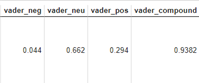 vader_neg vader_neu vader_pos vader_compound
0.044 0.662 0.294 0.9382